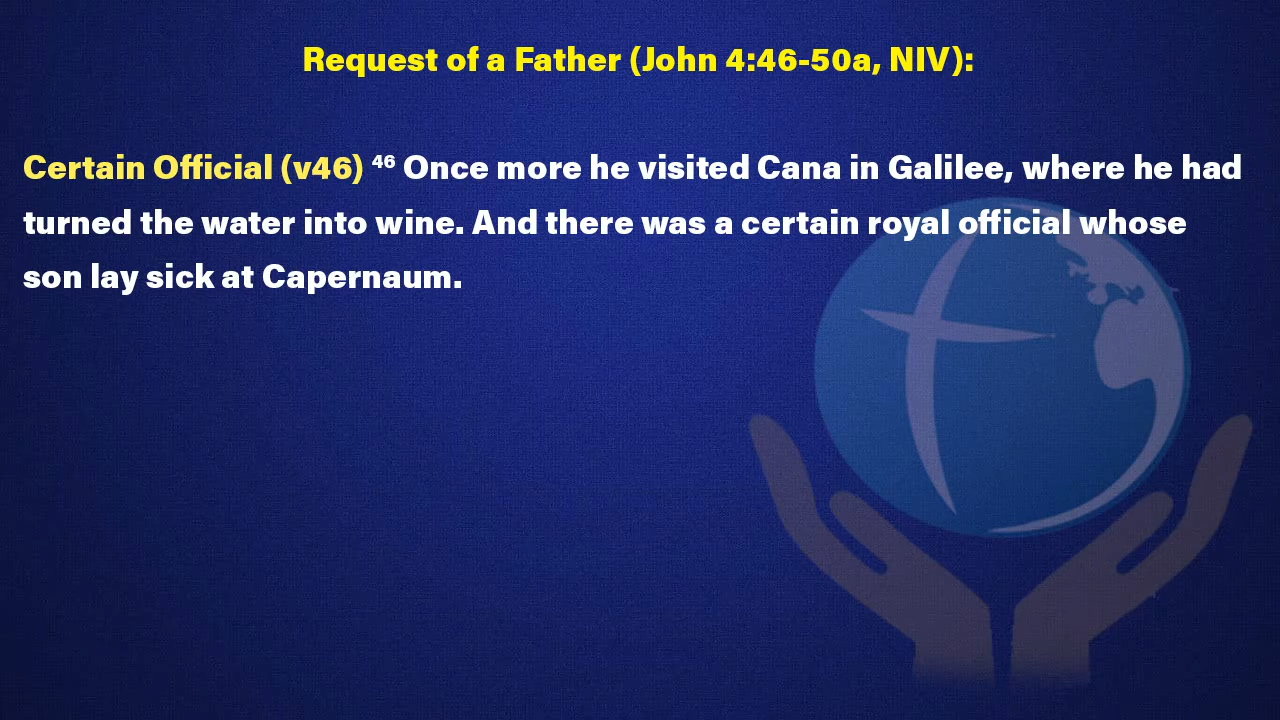 Request of a Father (John 4:46-50a, NIV):
Certain Official (v46) ⁴⁶ Once more he visited Cana in Galilee, where he had
turned the water into wine. And there was a certain royal official whose
son lay sick at Capernaum.